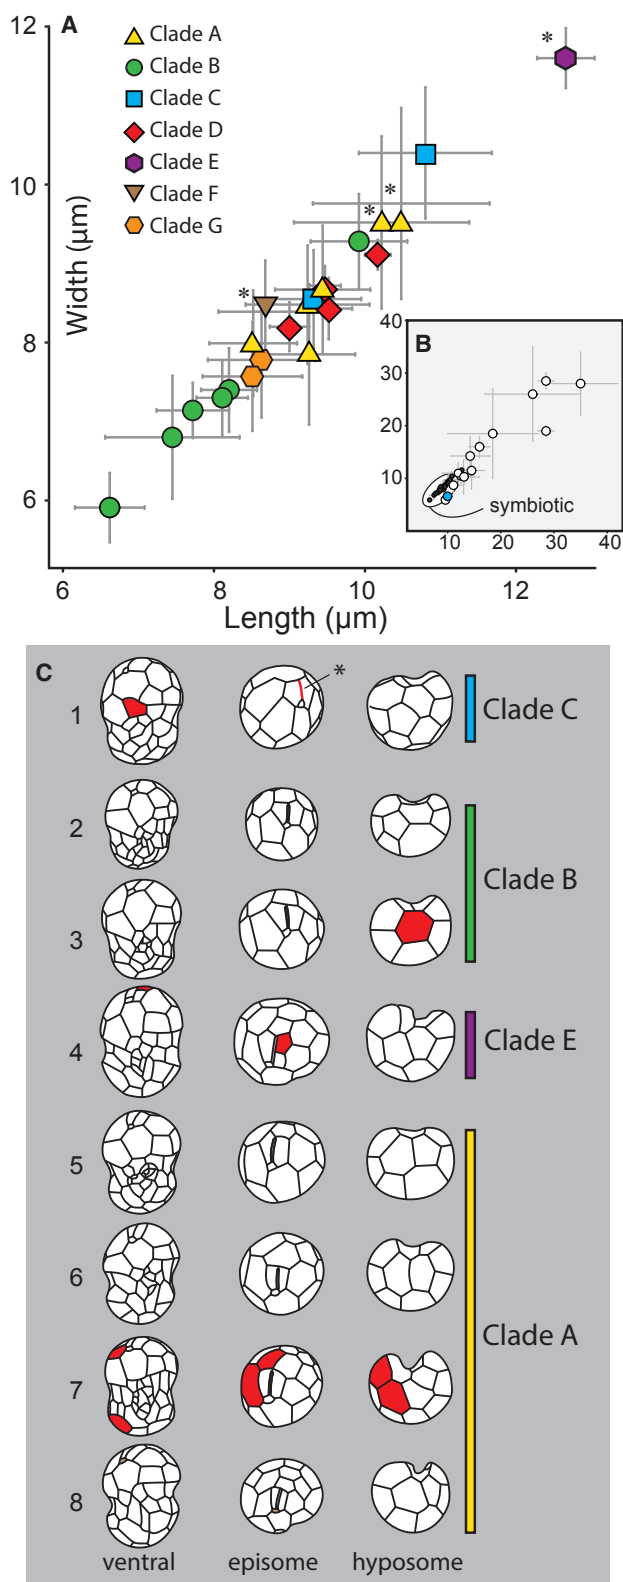 A
12
10
8
6
Width (µm)
Clade A
Clade B
Clade C
Clade D
Clade E
Clade F
Clade G
*
*
*
*
6
8
10
12
Length (µm)
B
40
30
20
10
symbiotic
10
20
30
40
C
1
*
Clade C
2
3
Clade B
4
Clade E
5
6
7
8
Clade A
ventral
episome
hyposome